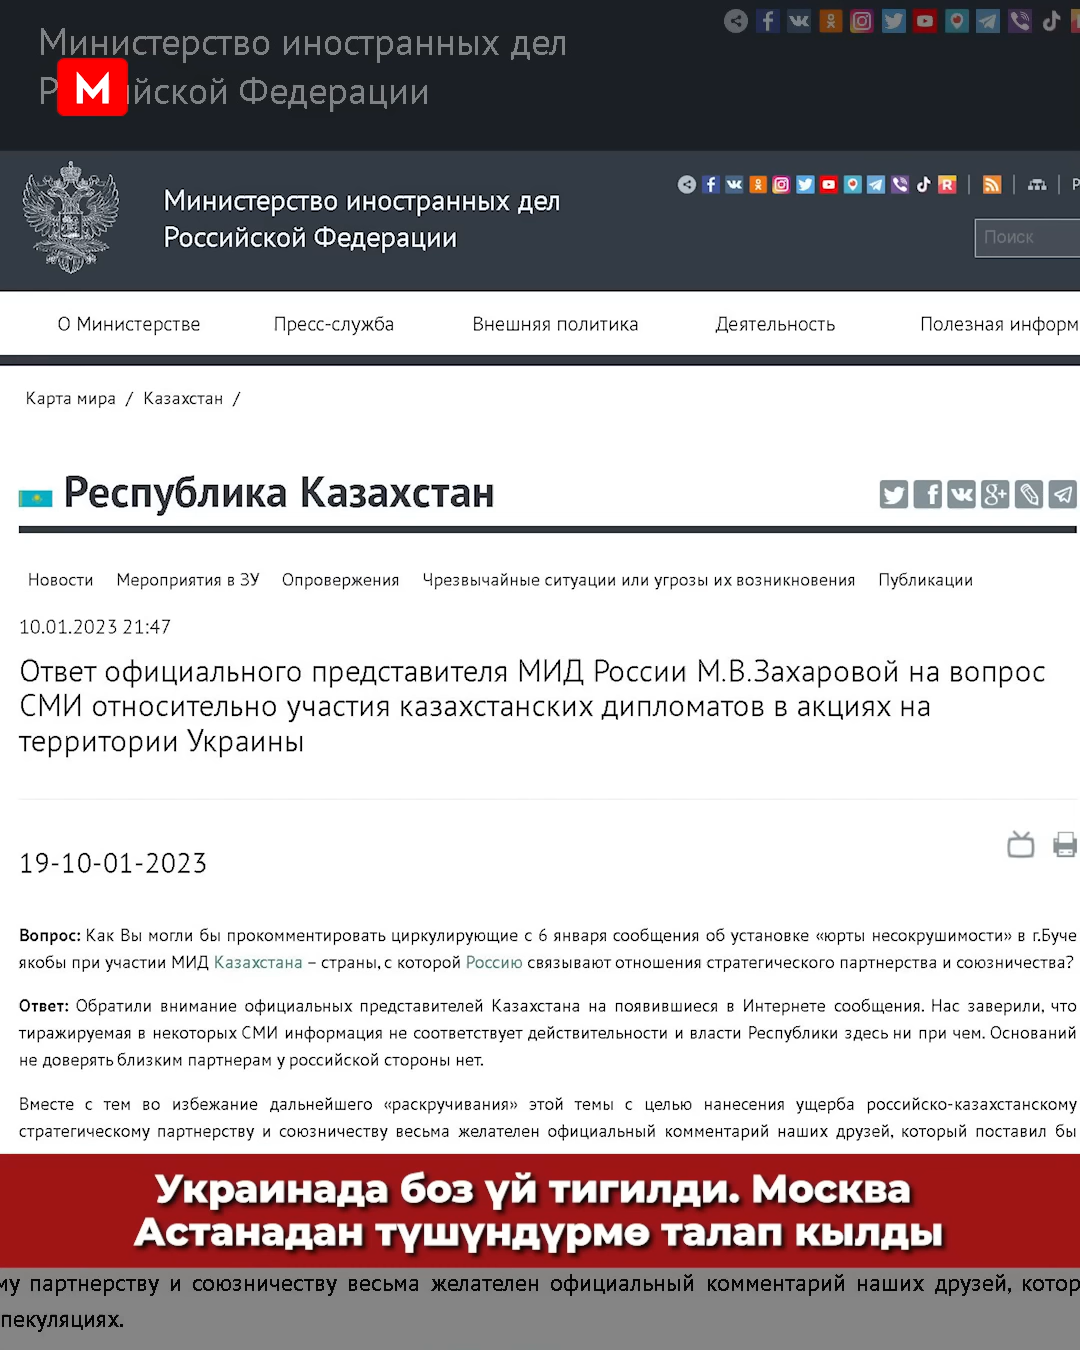 Министерство иностранных дел
йской Федерации
М
Министерство иностранных дел
Российской Федерации
Поиск
О Министерстве Пресс-служба Внешняя политика Деятельность Полезная информ
Карта мира / Казахстан /
Республика Казахстан
Новости Мероприятия в ЗУ Опровержения Чрезвычайные ситуации или угрозы их возникновения Публикации
10.01.2023 21:47
Ответ официального представителя МИД России М.В.Захаровой на вопрос
СМИ относительно участия казахстанских дипломатов в акциях на
территории Украины
19-10-01-2023
Вопрос: Как Вы могли бы прокомментировать циркулирующие с 6 января сообщения об установке «юрты несокрушимости» в г.Буче
якобы при участии МИД Казахстана – страны, с которой Россию связывают отношения стратегического партнерства и союзничества?
Ответ: Обратили внимание официальных представителей Казахстана на появившиеся в Интернете сообщения. Нас заверили, что
тиражируемая в некоторых СМИ информация не соответствует действительности и власти Республики здесь ни при чем. Оснований
не доверять близким партнерам у российской стороны нет.
Вместе с тем во избежание дальнейшего «раскручивания» этой темы с целью нанесения ущерба российско-казахстанскому
стратегическому партнерству и союзничеству весьма желателен официальный комментарий наших друзей, который поставил бы
Украинада боз үй тигилди. Москва
Астанадан түшүндүрмө талап кылды
му партнерству и союзничеству весьма желателен официальный комментарий наших друзей, котор
пекуляциях.